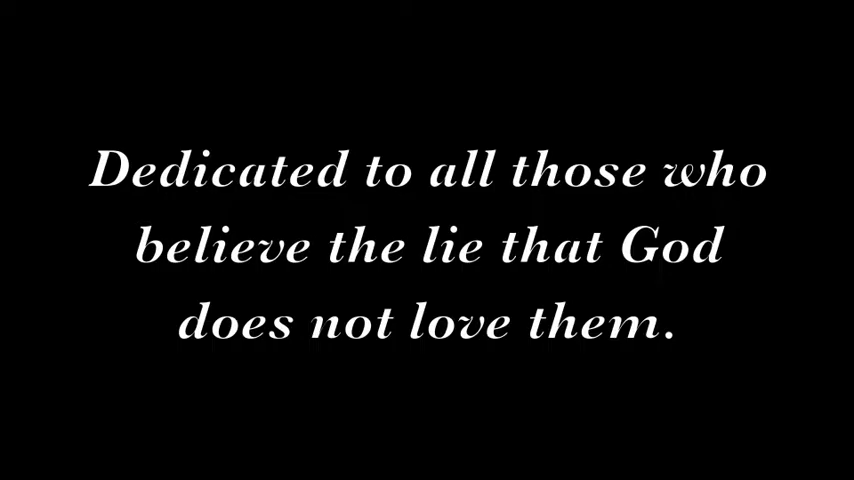 Dedicated to all those who
believe the lie that God
does not love them.